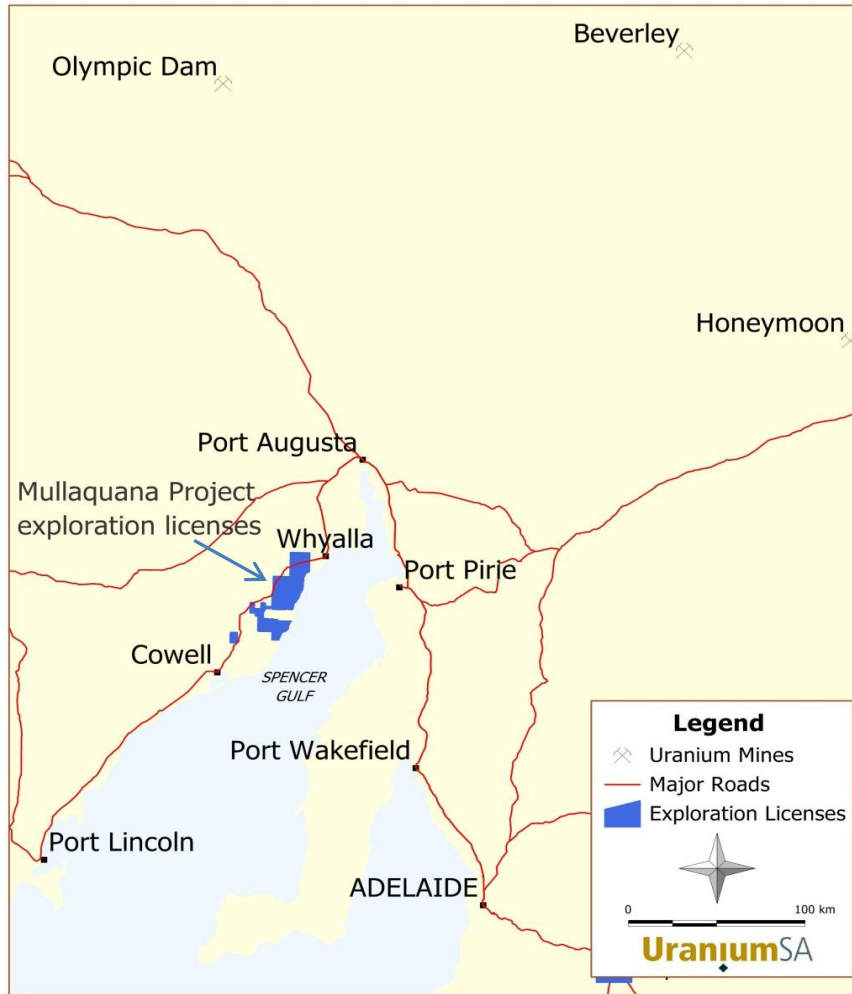 Beverley
Olympic Dam
Honeymoon
Port Augusta
Mullaquana Project
exploration licenses
Whyalla
Port Pirie
Cowell
SPENCER
GULF
Port Wakefield
Port Lincoln
ADELAIDE
Legend
Uranium Mines
Major Roads
Exploration Licenses
0 100 km
UraniumSA